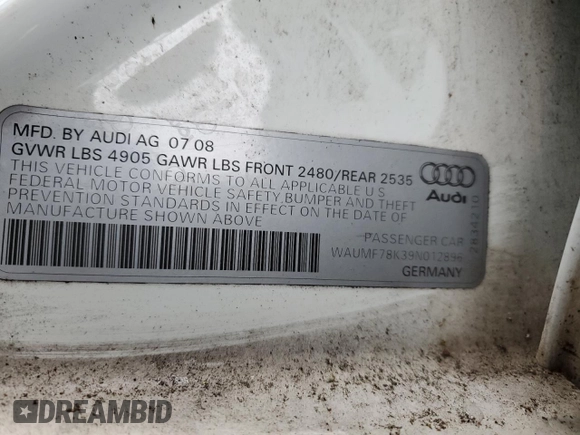 MFD. BY AUDI AG 07 08
GVWR LBS 4905 GAWR LBS FRONT 2480/REAR 2535
THIS VEHICLE CONFORMS TO ALL APPLICABLE U S
FEDERAL MOTOR VEHICLE SAFETY,BUMPER AND THEFT
PREVENTION STANDARDS IN EFFECT ON THE DATE OF
MANUFACTURE SHOWN ABOVE
Audi
2834210
PASSENGER CAR
WAUMF78K39N012896
GERMANY
DREAMBID